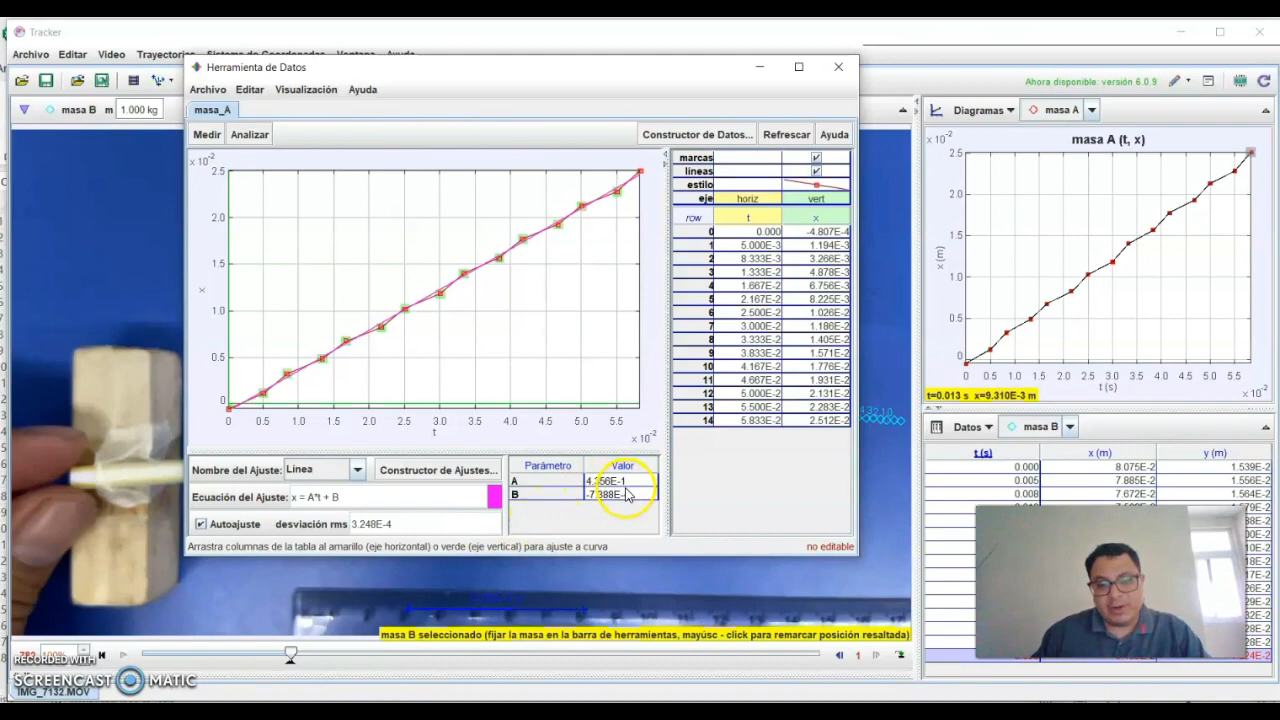 Tracker
Archivo Editar Video Trayectorias Sistema de Coordenadas Ventana Ayuda
Ahora disponible: versión 6.0.9
masa B m 1.000 kg
Herramienta de Datos
Archivo Editar Visualización Ayuda
masa_A
Medir Analizar Constructor de Datos... Refrescar Ayuda
x10^-2
2.5
2.0
1.5
1.0
0.5
0
x
0 0.5 1.0 1.5 2.0 2.5 3.0 3.5 4.0 4.5 5.0 5.5
t
x10^-2
marcas
líneas
estilo
eje horiz vert
row t x
0 0.000 -4.807E-4
1 5.000E-3 1.194E-3
2 8.333E-3 3.266E-3
3 1.333E-2 4.878E-3
4 1.667E-2 6.756E-3
5 2.167E-2 8.225E-3
6 2.500E-2 1.026E-2
7 3.000E-2 1.186E-2
8 3.333E-2 1.405E-2
9 3.833E-2 1.571E-2
10 4.167E-2 1.776E-2
11 4.667E-2 1.931E-2
12 5.000E-2 2.131E-2
13 5.500E-2 2.283E-2
14 5.833E-2 2.512E-2
Nombre del Ajuste: Línea Constructor de Ajustes...
Ecuación del Ajuste: x = A*t + B
Autoajuste desviación rms 3.248E-4
Parámetro Valor
A
B
Arrastra columnas de la tabla al amarillo (eje horizontal) o verde (eje vertical) para ajuste a curva
no editable
Diagramas masa A
masa A (t, x)
x10^-2
2.5
2.0
1.5
1.0
0.5
0
x (m)
0 0.5 1.0 1.5 2.0 2.5 3.0 3.5 4.0 4.5 5.0 5.5
t (s)
x10^-2
t=0.013 s x=9.310E-3 m
Datos masa B
t (s) x (m) y (m)
0.000 8.075E-2 1.539E-2
0.005 7.885E-2 1.556E-2
0.008 7.672E-2 1.564E-2
masa B seleccionado (fijar la masa en la barra de herramientas, mayúsc - click para remarcar posición resaltada)
1
RECORDED WITH
SCREENCAST MATIC
IMG_7132.MOV